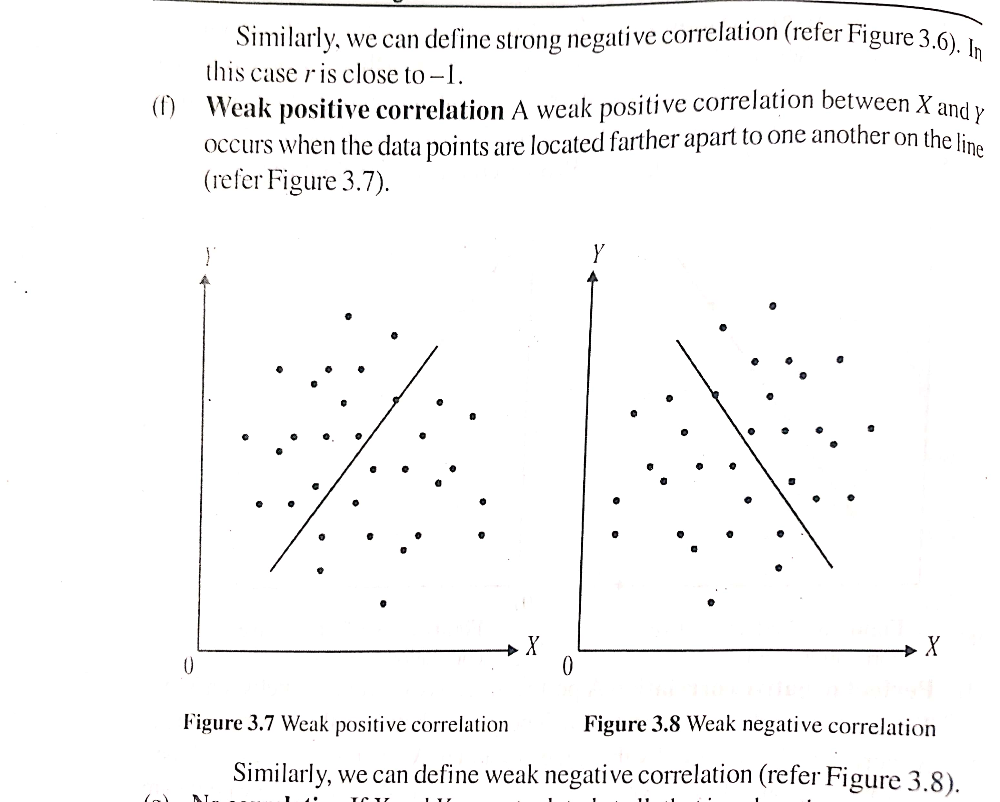 Similarly, we can define strong negative correlation (refer Figure 3.6). In
this case r is close to –1.
(f) Weak positive correlation A weak positive correlation between X and Y
occurs when the data points are located farther apart to one another on the line
(refer Figure 3.7).
Y Y
X X
0 0
Figure 3.7 Weak positive correlation Figure 3.8 Weak negative correlation
Similarly, we can define weak negative correlation (refer Figure 3.8).